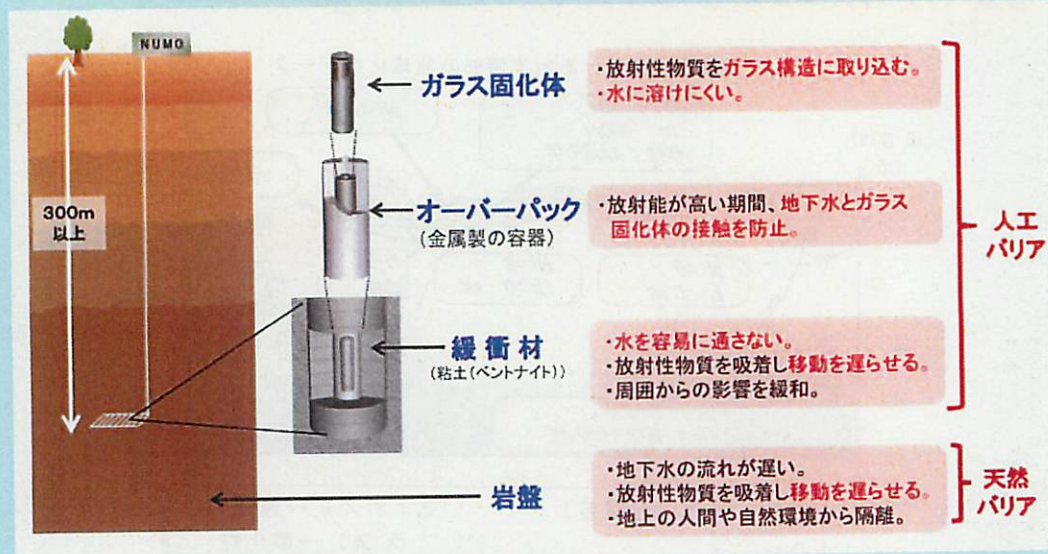 NUMO
300m
以上
ガラス固化体
・放射性物質をガラス構造に取り込む。
・水に溶けにくい。
オーバーパック
(金属製の容器)
・放射能が高い期間、地下水とガラス
固化体の接触を防止。
緩衝材
(粘土(ベントナイト))
・水を容易に通さない。
・放射性物質を吸着し移動を遅らせる。
・周囲からの影響を緩和。
人工
バリア
岩盤
・地下水の流れが遅い。
・放射性物質を吸着し移動を遅らせる。
・地上の人間や自然環境から隔離。
天然
バリア